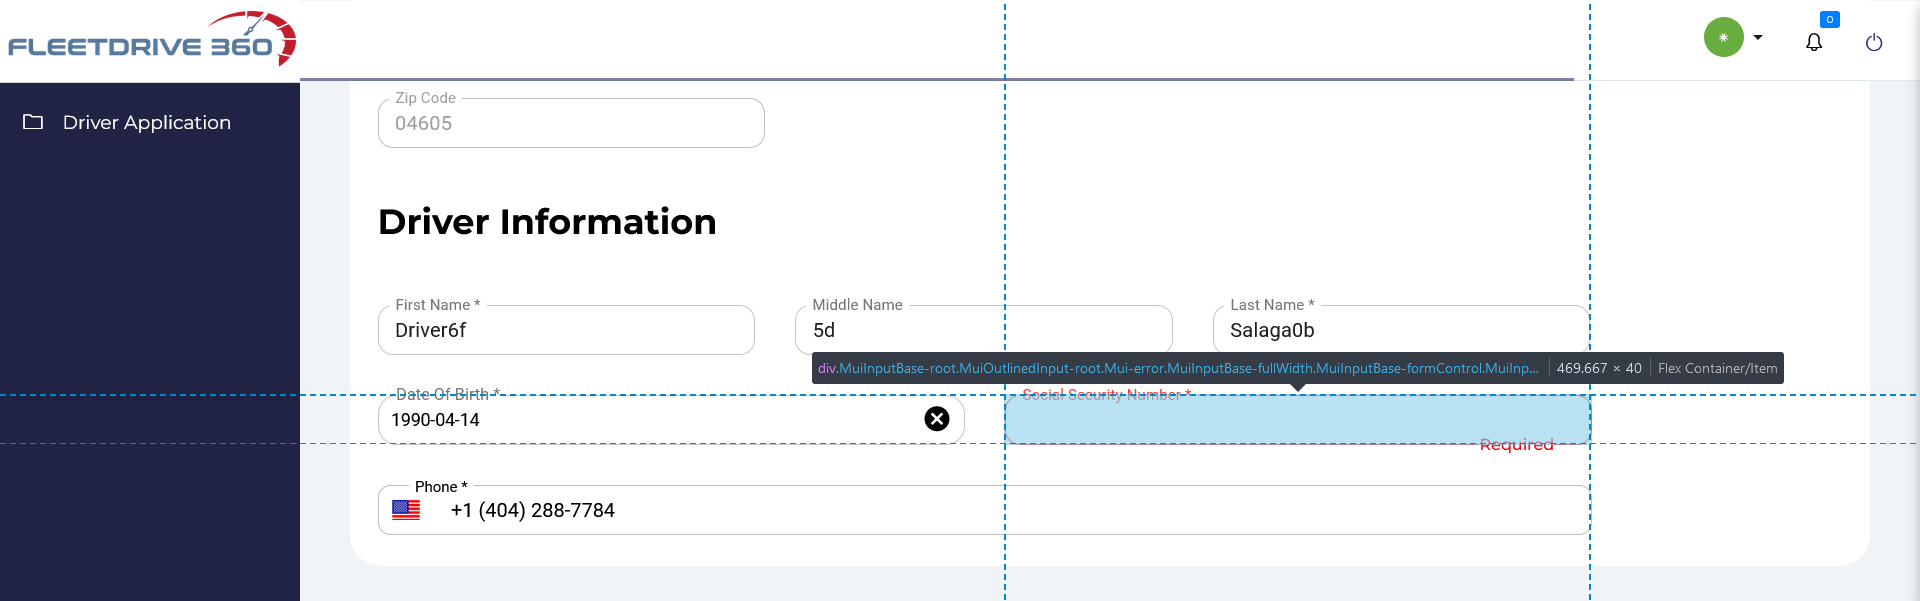 FLEETDRIVE 360
0
Driver Application
Zip Code
04605
Driver Information
First Name *
Driver6f
Middle Name
5d
Last Name *
Salaga0b
div.MuiInputBase-root.MuiOutlinedInput-root.Mui-error.MuiInputBase-fullWidth.MuiInputBase-formControl.MuiInp... 469.667 × 40 Flex Container/Item
Date Of Birth *
1990-04-14
Social Security Number *
Required
Phone *
+1 (404) 288-7784